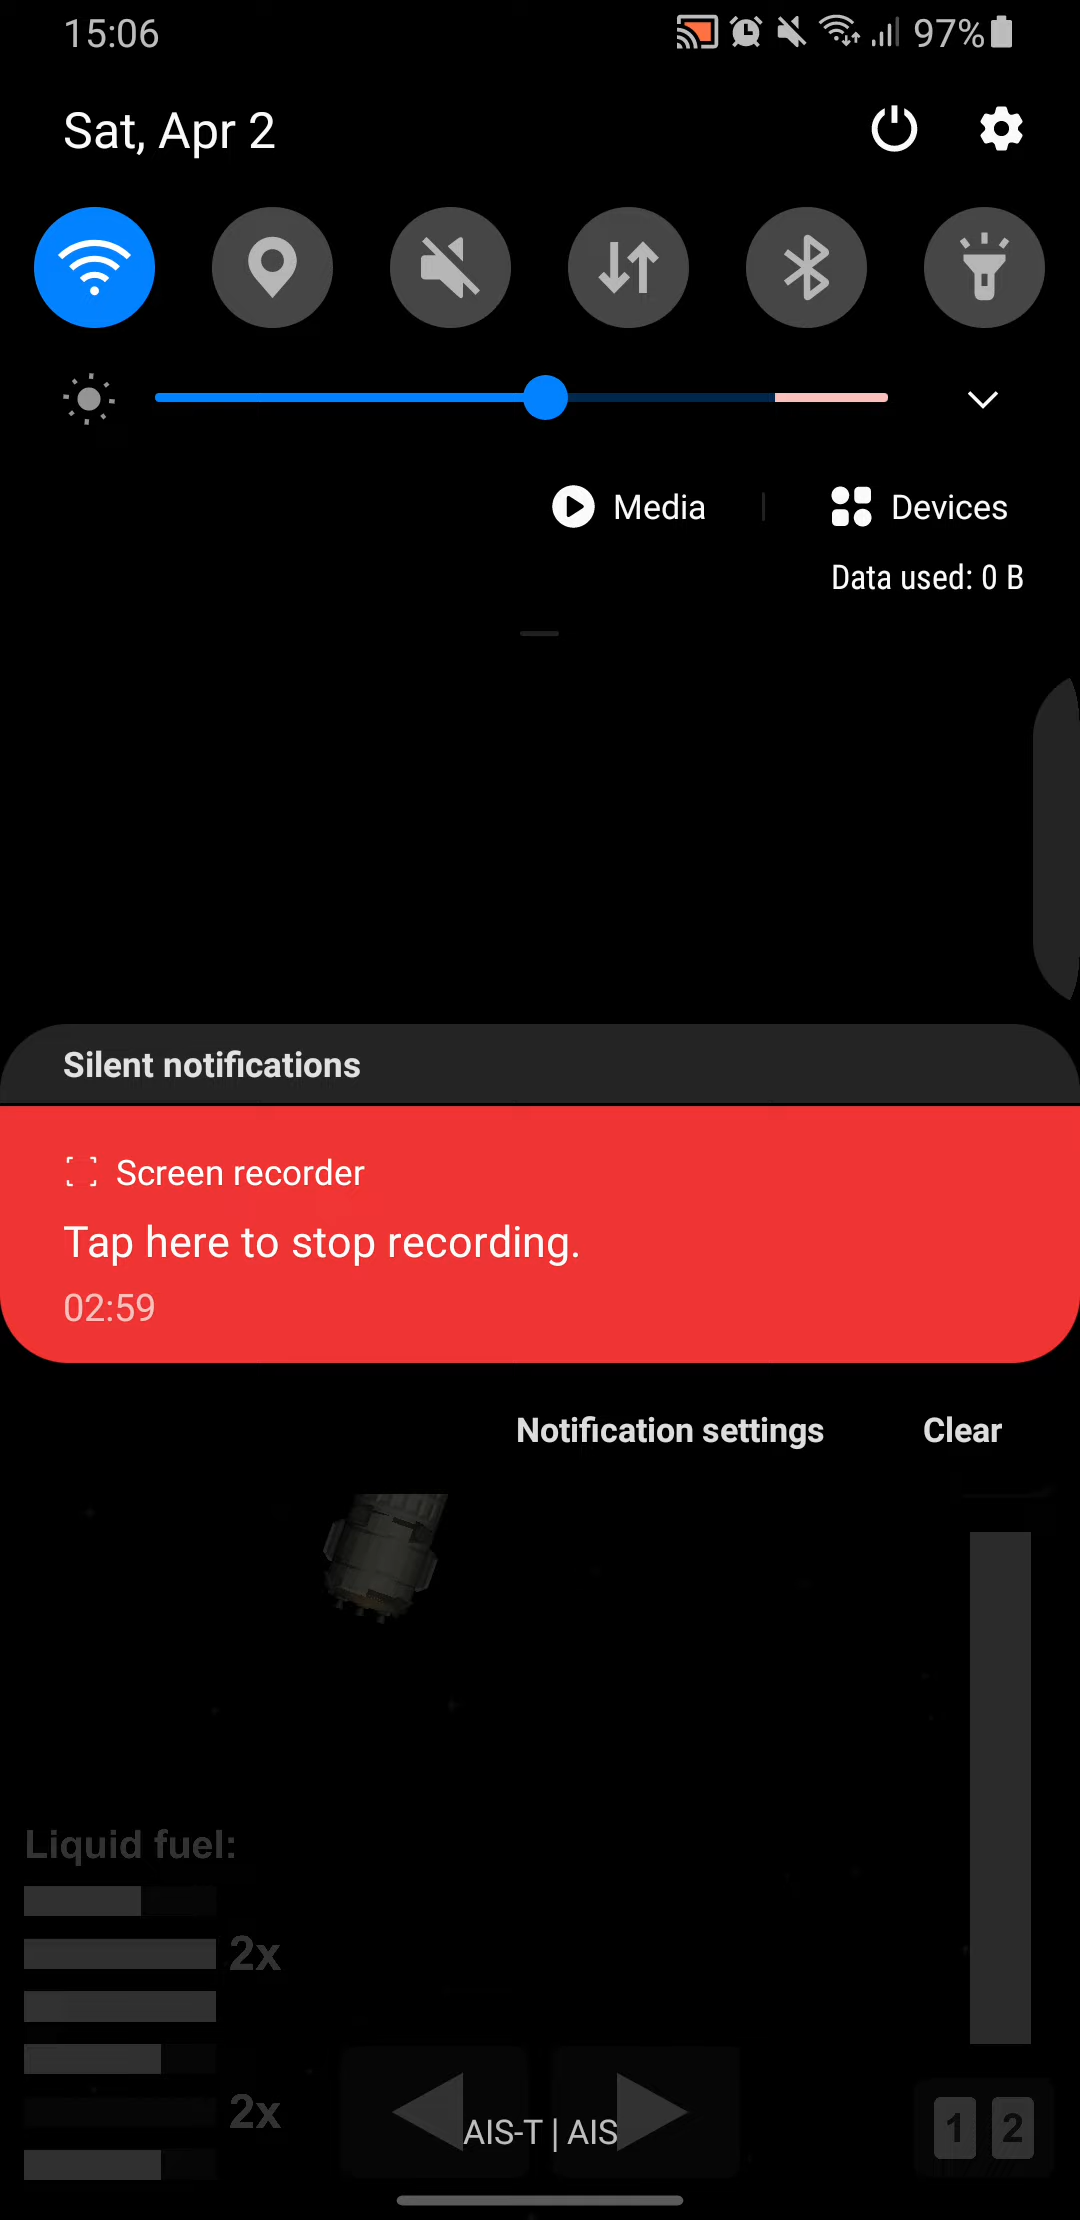 15:06
97%
Sat, Apr 2
Media
Devices
Data used: 0 B
Silent notifications
Screen recorder
Tap here to stop recording.
02:59
Notification settings
Clear
Liquid fuel:
2x
2x
AIS-T | AIS
1 2